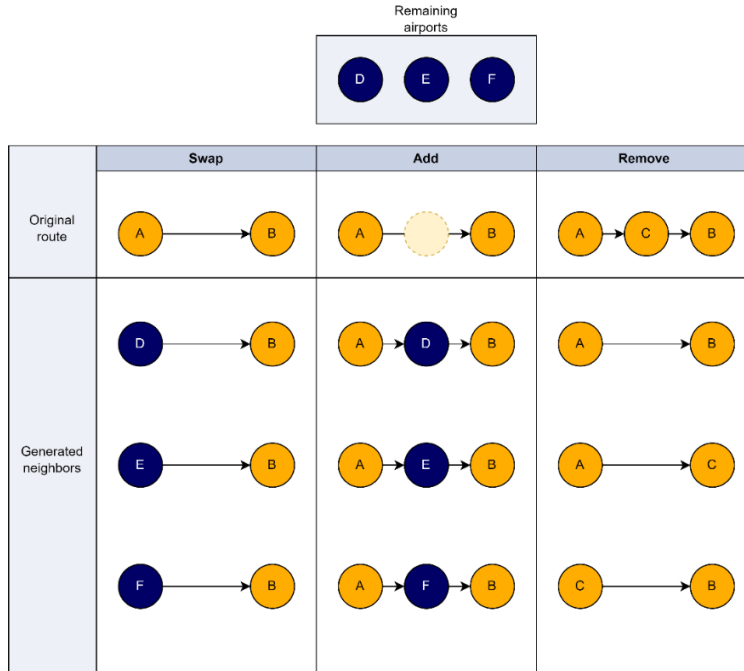 Remaining
airports
D E F
Swap Add Remove
Original
route
A B A B A C B
Generated
neighbors
D B A D B A B
E B A E B A C
F B A F B C B